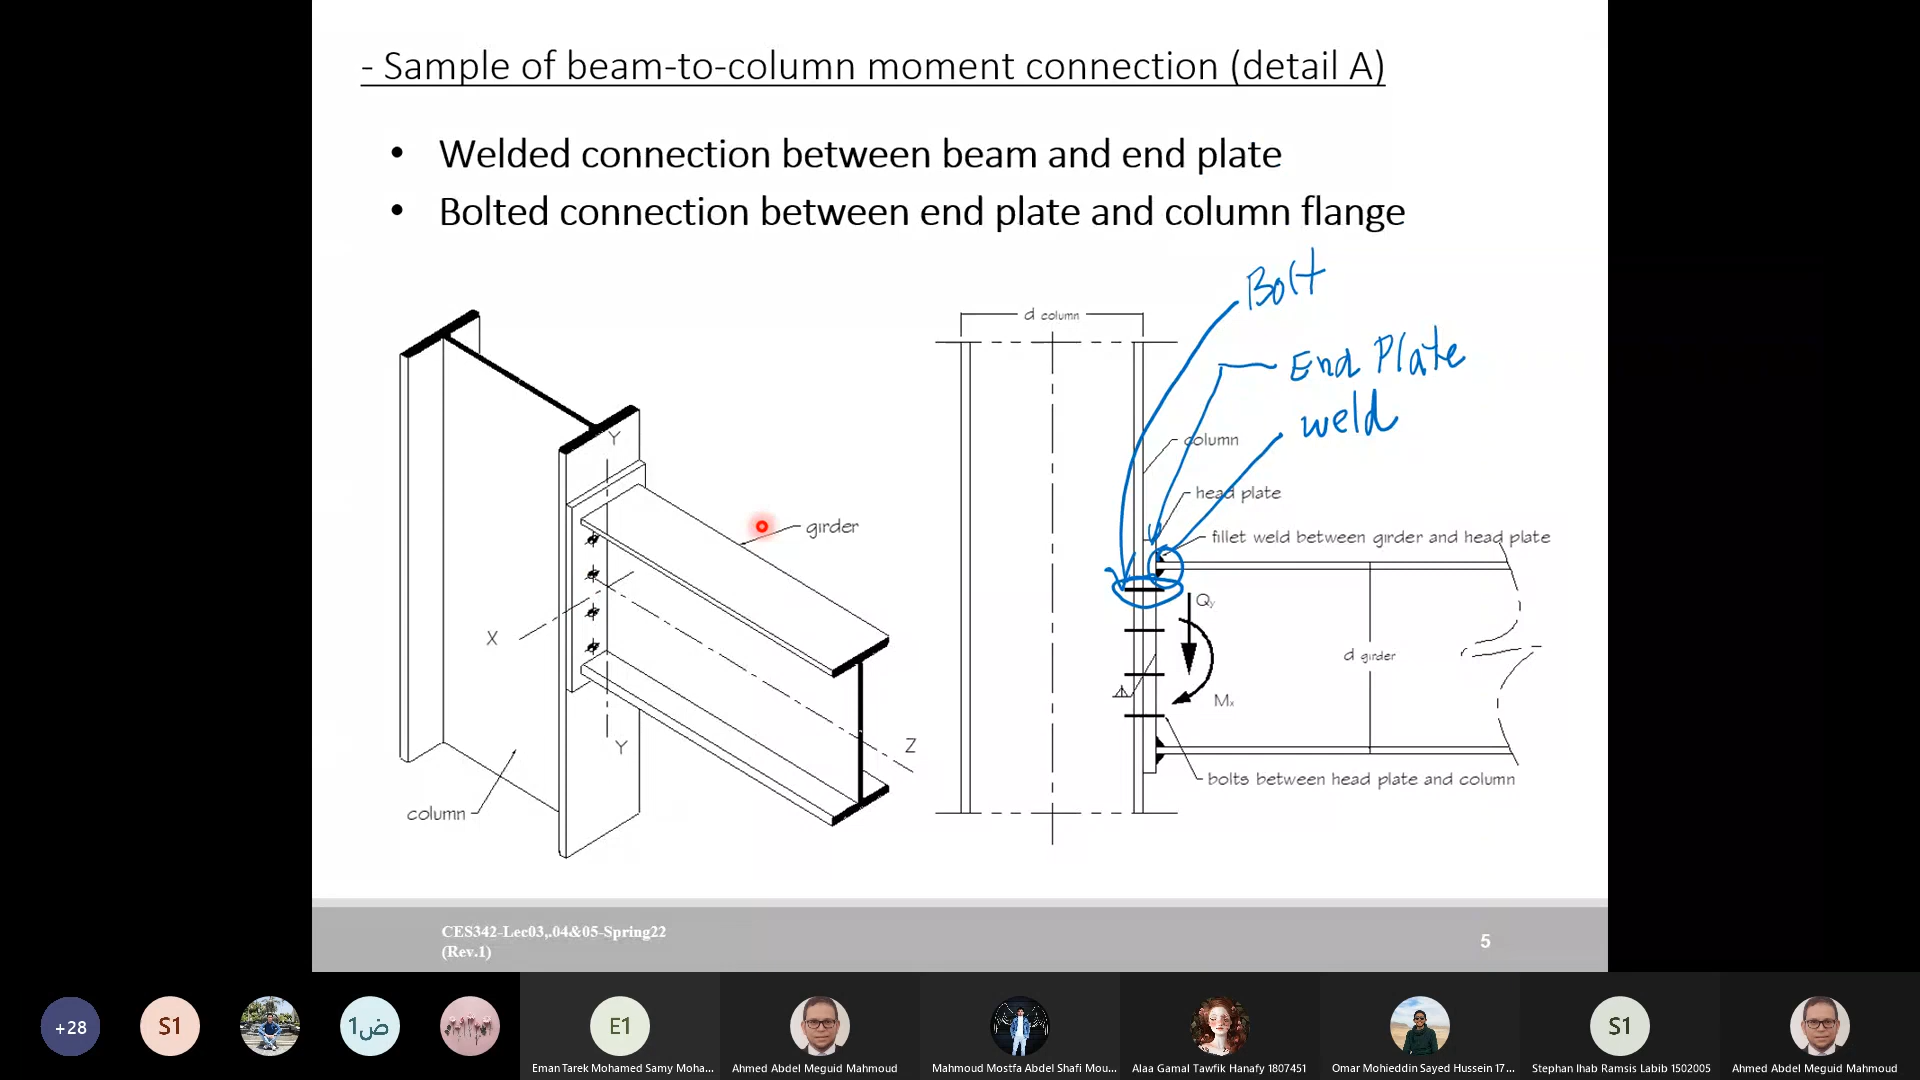 - Sample of beam-to-column moment connection (detail A)
• Welded connection between beam and end plate
• Bolted connection between end plate and column flange
Bolt
End Plate
weld
d column
column
head plate
fillet weld between girder and head plate
Y
girder
X
Qy
d girder
Mx
Z
Y
bolts between head plate and column
column
CES342-Lec03,.04&05-Spring22
(Rev.1)
5
+28
S1
ض1
E1
S1
Eman Tarek Mohamed Samy Moha...
Ahmed Abdel Meguid Mahmoud
Mahmoud Mostfa Abdel Shafi Mou...
Alaa Gamal Tawfik Hanafy 1807451
Omar Mohieddin Sayed Hussein 17...
Stephan Ihab Ramsis Labib 1502005
Ahmed Abdel Meguid Mahmoud